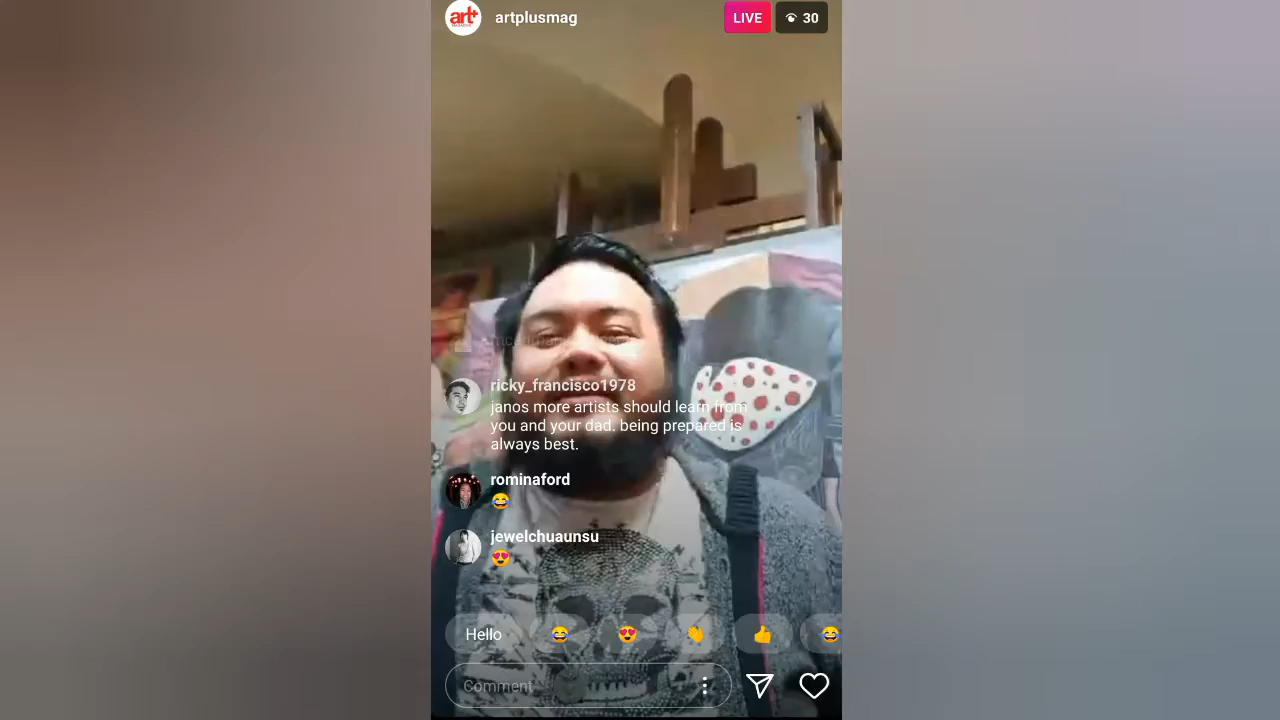 art+
MAGAZINE
artplusmag
LIVE
30
ricky_francisco1978
janos more artists should learn from
you and your dad. being prepared is
always best.
rominaford
😂
jewelchuaunsu
😍
Hello 😂 😍 👏 👍 😂
Comment